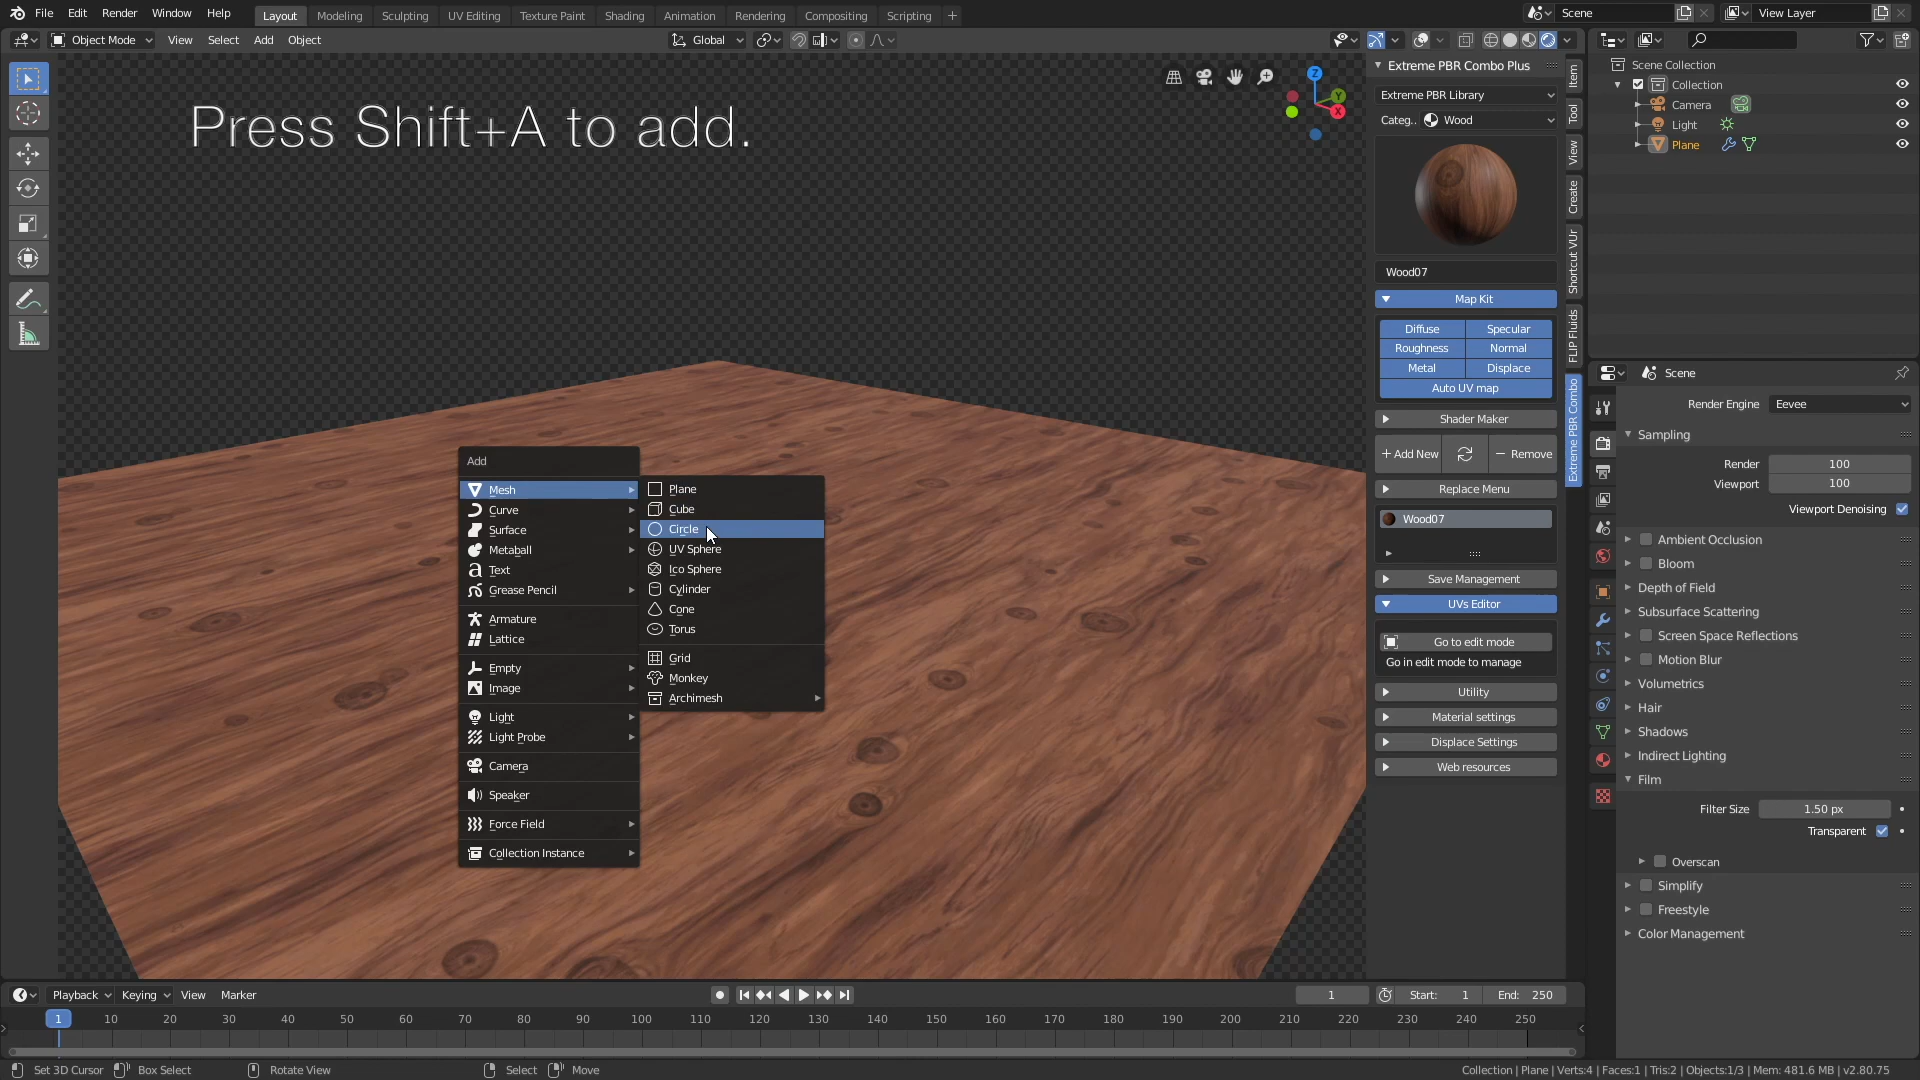 File Edit Render Window Help Layout Modeling Sculpting UV Editing Texture Paint Shading Animation Rendering Compositing Scripting + Scene View Layer
Object Mode View Select Add Object Global
Press Shift+A to add.
Z
Y
X
Extreme PBR Combo Plus
Extreme PBR Library
Categ.. Wood
Wood07
Map Kit
Diffuse Specular
Roughness Normal
Metal Displace
Auto UV map
Shader Maker
+ Add New — Remove
Replace Menu
Wood07
Save Management
UVs Editor
Go to edit mode
Go in edit mode to manage
Utility
Material settings
Displace Settings
Web resources
Item
Tool
View
Create
Shortcut VUr
FLIP Fluids
Extreme PBR Combo
Scene Collection
Collection
Camera
Light
Plane
Scene
Render Engine Eevee
Sampling
Render 100
Viewport 100
Viewport Denoising
Ambient Occlusion
Bloom
Depth of Field
Subsurface Scattering
Screen Space Reflections
Motion Blur
Volumetrics
Hair
Shadows
Indirect Lighting
Film
Filter Size 1.50 px
Transparent
Overscan
Simplify
Freestyle
Color Management
Add
Mesh
Curve
Surface
Metaball
Text
Grease Pencil
Armature
Lattice
Empty
Image
Light
Light Probe
Camera
Speaker
Force Field
Collection Instance
Plane
Cube
Circle
UV Sphere
Ico Sphere
Cylinder
Cone
Torus
Grid
Monkey
Archimesh
Playback Keying View Marker 1 Start: 1 End: 250
1 10 20 30 40 50 60 70 80 90 100 110 120 130 140 150 160 170 180 190 200 210 220 230 240 250
Set 3D Cursor Box Select Rotate View Select Move Collection | Plane | Verts:4 | Faces:1 | Tris:2 | Objects:1/3 | Mem: 481.6 MB | v2.80.75